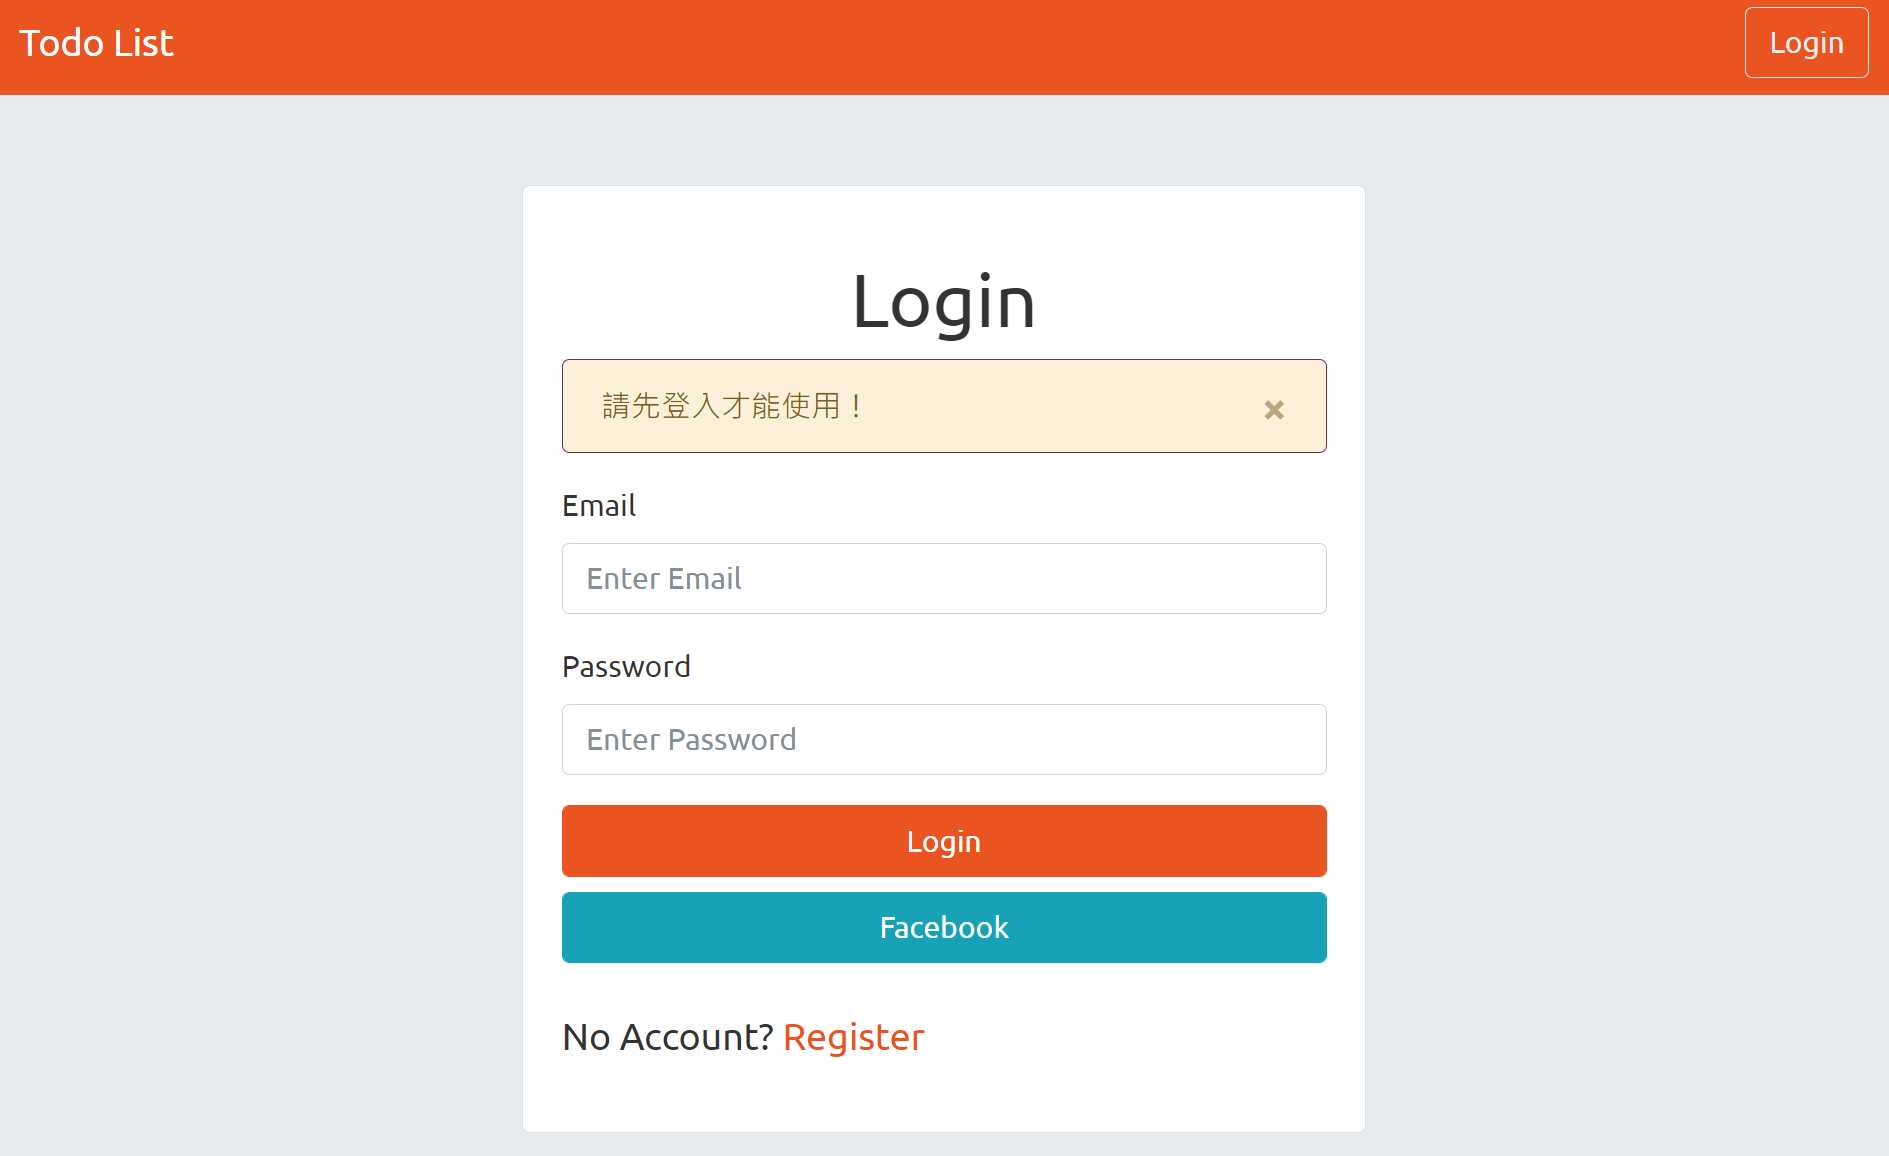 Todo List
Login
Login
請先登入才能使用！
×
Email
Enter Email
Password
Enter Password
Login
Facebook
No Account? Register